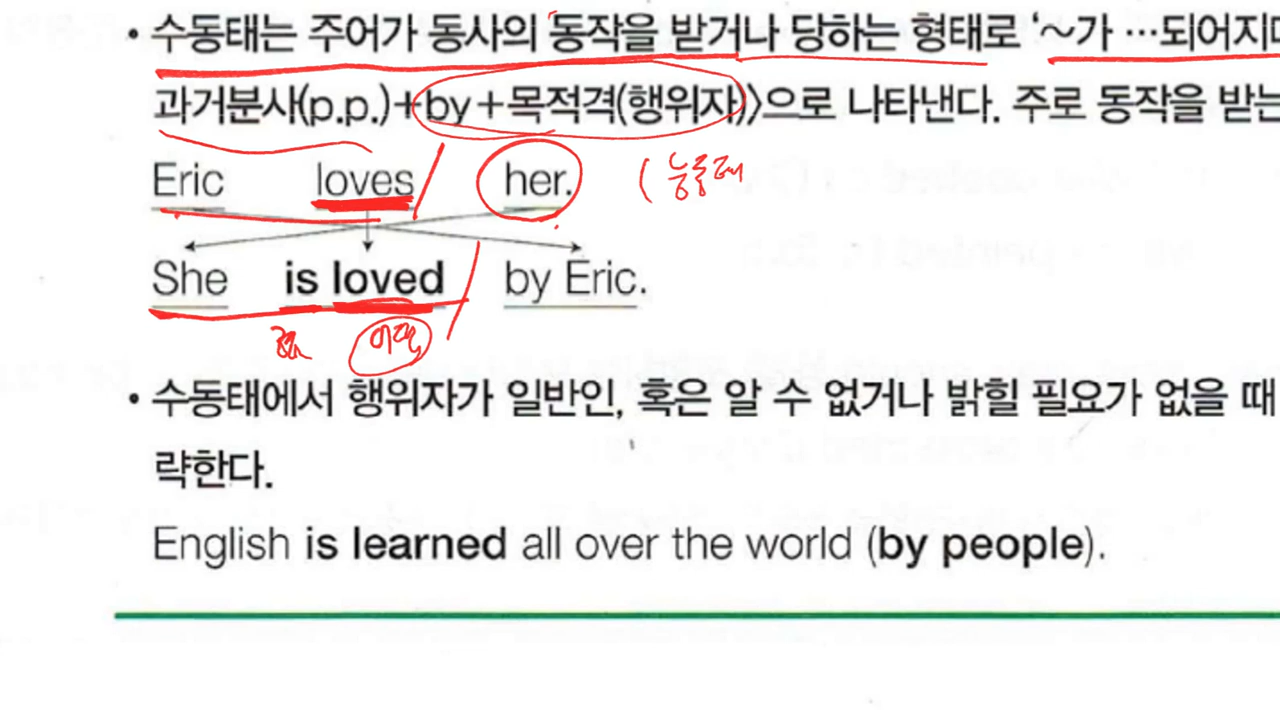 • 수동태는 주어가 동사의 동작을 받거나 당하는 형태로 ~가 …되어지다
과거분사(p.p.)+by+목적격(행위자)〉으로 나타낸다. 주로 동작을 받는
Eric loves her. (능동태
She is loved by Eric.
• 수동태에서 행위자가 일반인, 혹은 알 수 없거나 밝힐 필요가 없을 때
략한다.
English is learned all over the world (by people).